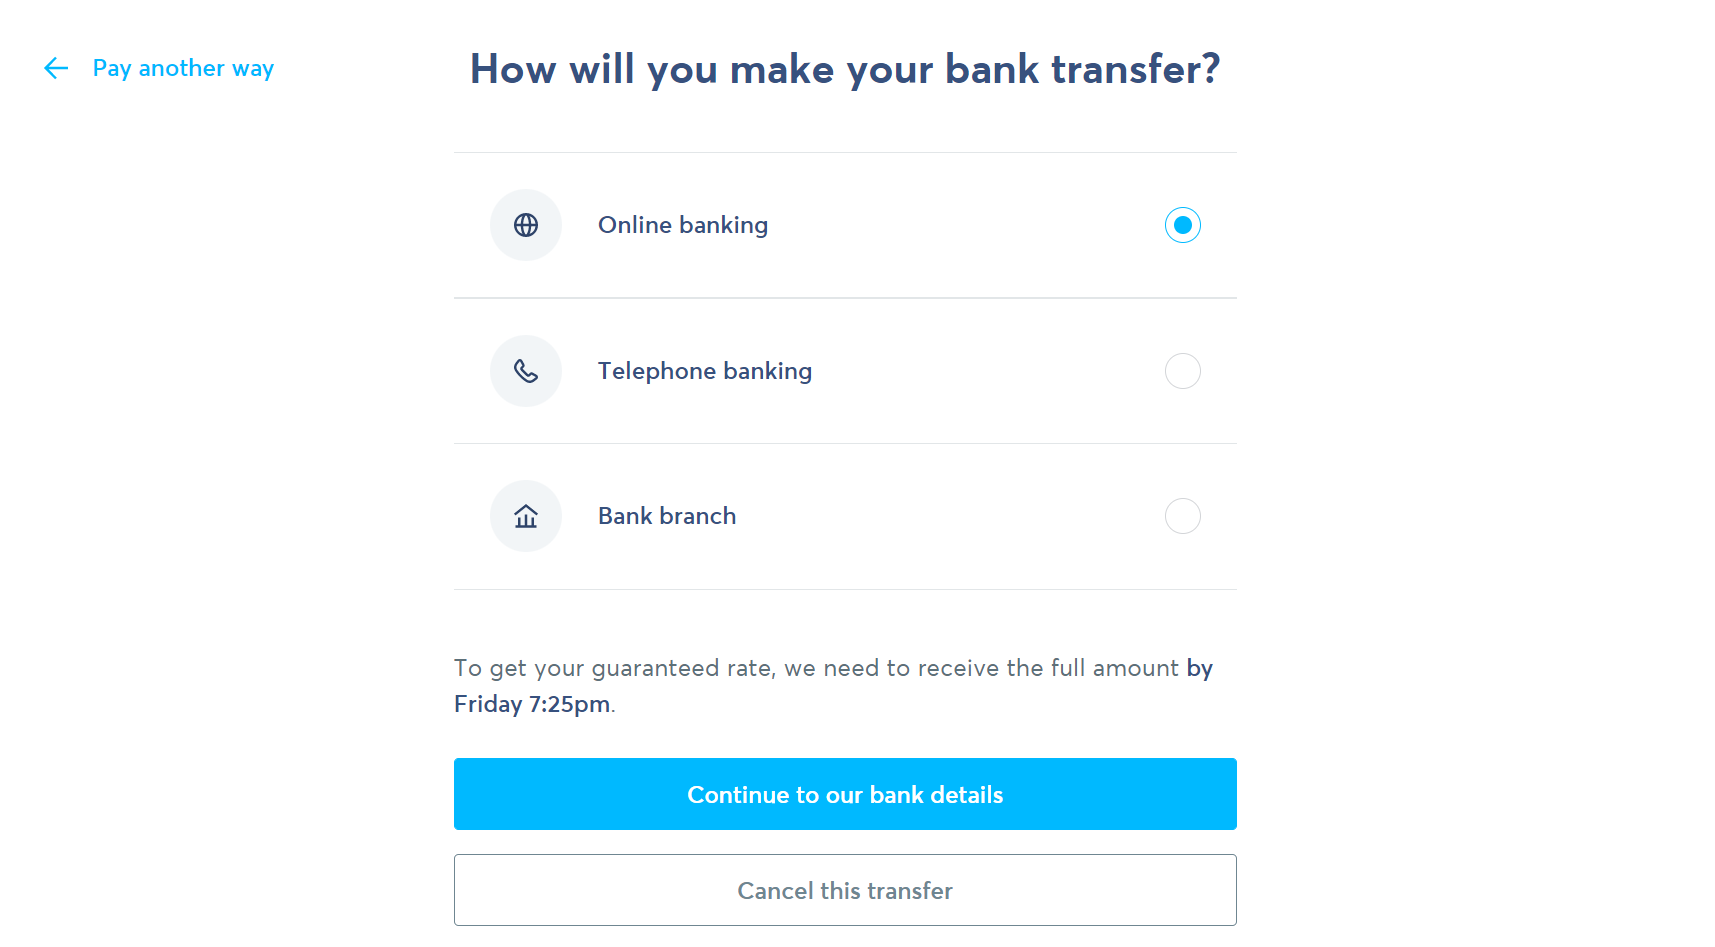 Pay another way
How will you make your bank transfer?
Online banking
Telephone banking
Bank branch
To get your guaranteed rate, we need to receive the full amount by
Friday 7:25pm.
Continue to our bank details
Cancel this transfer